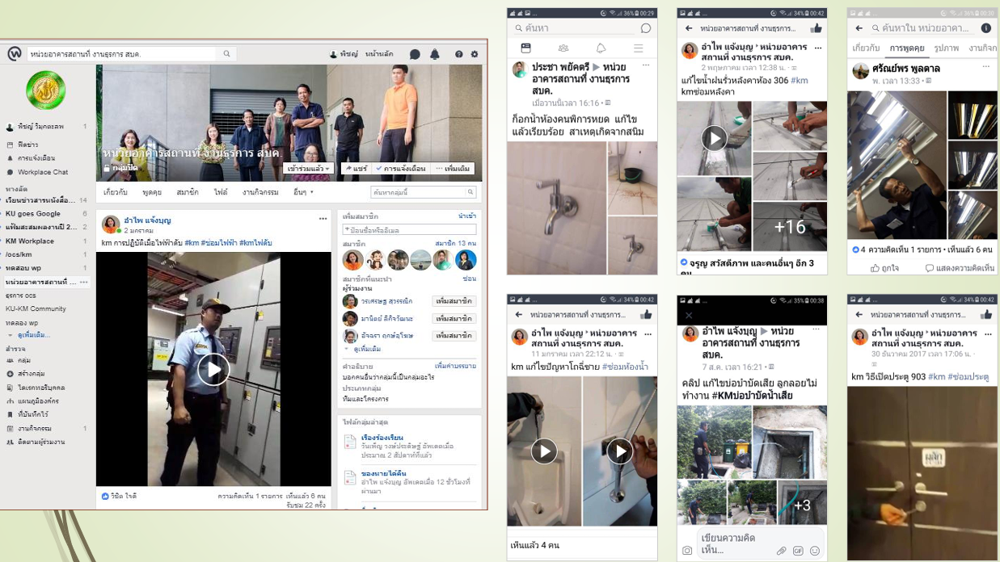 หน่วยอาคารสถานที่ งานธุรการ สบค.
พิชญ์ หน้าหลัก
พิชญ์ วิมุคตะลพ 1
ฟีดข่าว
การแจ้งเตือน
Workplace Chat
ทางลัด
เวียนข่าวสารหนังสือ... 14
KU goes Google 6
แฟ้มสะสมผลงานปี 2... 2
KM Workplace 1
/ocs/km 1
ทดสอบ wp 1
หน่วยอาคารสถานที่ ...
ธุรการ ocs
KU-KM Community
ทดลอง wp
ดูเพิ่มเติม...
สำรวจ
กลุ่ม
สร้างกลุ่ม
ไดเรกทอรีบุคคล
แผนภูมิองค์กร
ที่บันทึกไว้
งานกิจกรรม 1
ติดตามผู้ร่วมงาน
หน่วยอาคารสถานที่ งานธุรการ สบค.
กลุ่มปิด
เข้าร่วมแล้ว แชร์ การแจ้งเตือน เพิ่มเติม
เกี่ยวกับ พูดคุย สมาชิก ไฟล์ งานกิจกรรม อื่นๆ ค้นหากลุ่มนี้
อำไพ แจ้งบุญ
2 มกราคม
km การปฏิบัติเมื่อไฟฟ้าดับ #km #ซ่อมไฟฟ้า #kmไฟดับ
วิชิต ใจดี
ความคิดเห็น 1 รายการ เห็นแล้ว 6 คน
รับชม 22 ครั้ง
เพิ่มสมาชิก นำเข้า
+ ป้อนชื่อหรืออีเมล
สมาชิก สมาชิก 13 คน
สมาชิกที่แนะนำ ซ่อน
ผู้ร่วมงาน
วรเศรษฐ สุวรรณิก เพิ่มสมาชิก
มานิตย์ ลิกิจวัฒนะ เพิ่มสมาชิก
อัจฉรา ฤกษ์อุโฆษ เพิ่มสมาชิก
ดูเพิ่มเติม
คำอธิบาย เพิ่มคำบรรยาย
บอกคนอื่นว่ากลุ่มนี้เป็นกลุ่มอะไร
ประเภทกลุ่ม
ทีมและโครงการ
ไฟล์กลุ่มล่าสุด
เรื่องร้องเรียน
วันเพ็ญ วงษ์ประดิษฐ์ อัพเดตเมื่อ
ประมาณ 2 สัปดาห์ที่แล้ว
ของหายได้คืน
อำไพ แจ้งบุญ อัพเดตเมื่อ 12 ชั่วโมงที่
ผ่านมา
36% 00:29
ค้นหา
ประชา พยัคตรี ▶ หน่วย
อาคารสถานที่ งานธุรการ
สบค.
เมื่อวานนี้เวลา 16:16
ก็อกน้ำห้องคนพิการหยด แก้ไข
แล้วเรียบร้อย สาเหตุเกิดจากสนิม
34% 00:42
หน่วยอาคารสถานที่ งานธุรการ...
อำไพ แจ้งบุญ ▸ หน่วยอาคาร
สถานที่ งานธุรการ สบค.
2 พฤษภาคม เวลา 12:38 น.
แก้ไขน้ำฝนรั่วหลังคาห้อง 306 #km
kmซ่อมหลังคา
+16
จรูญ สวัสดิภาพ และคนอื่นๆ อีก 3
คน
36% 00:30
ค้นหาใน หน่วยอาคา...
เกี่ยวกับ การพูดคุย รูปภาพ งานกิจก
ศรัณย์พร พูลดาล
พ. เวลา 13:33
4 ความคิดเห็น 1 รายการ • เห็นแล้ว 6 คน
ถูกใจ แสดงความคิดเห็น
34% 00:42
หน่วยอาคารสถานที่ งานธุรการ...
อำไพ แจ้งบุญ ▸ หน่วยอาคาร
สถานที่ งานธุรการ สบค.
11 มกราคม เวลา 22:12 น.
km แก้ไขปัญหาโถฉี่ชาย #ซ่อมห้องน้ำ
เห็นแล้ว 4 คน
35% 00:38
อำไพ แจ้งบุญ ▶ หน่วย
อาคารสถานที่ งานธุรการ
สบค.
7 ส.ค. เวลา 16:21
คลิป แก้ไขบ่อบำบัดเสีย ลูกลอยไม่
ทำงาน #KMบ่อบำบัดน้ำเสีย
+3
เขียนความคิด
เห็น...
GIF
34% 00:42
หน่วยอาคารสถานที่ งานธุรการ...
อำไพ แจ้งบุญ ▸ หน่วยอาคาร
สถานที่ งานธุรการ สบค.
30 ธันวาคม 2017 เวลา 17:06 น.
km วิธีเปิดประตู 903 #km #ซ่อมประตู
ผลัก